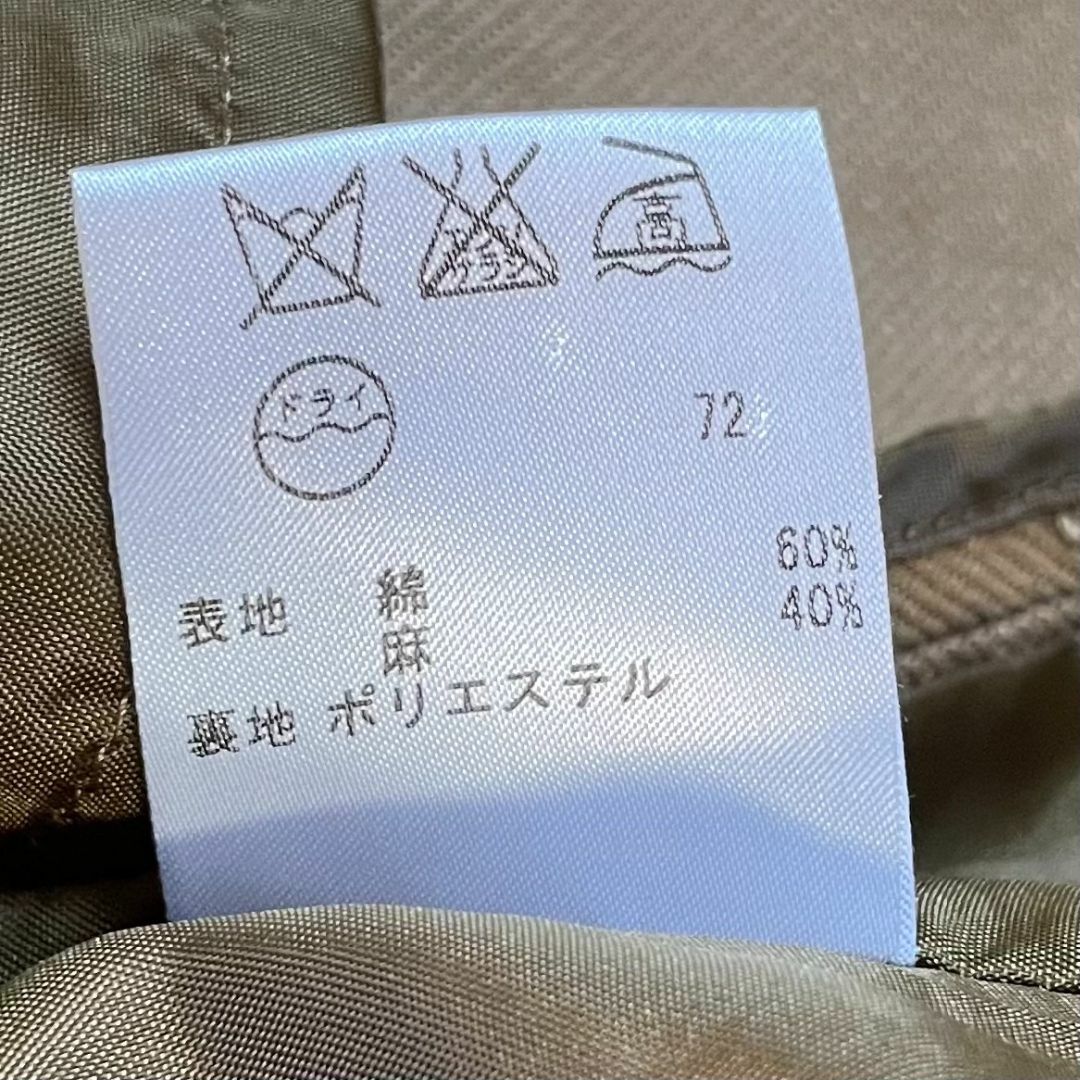 エンソ サラシ 高
ドライ
72
表地 綿 60%
麻 40%
裏地 ポリエステル